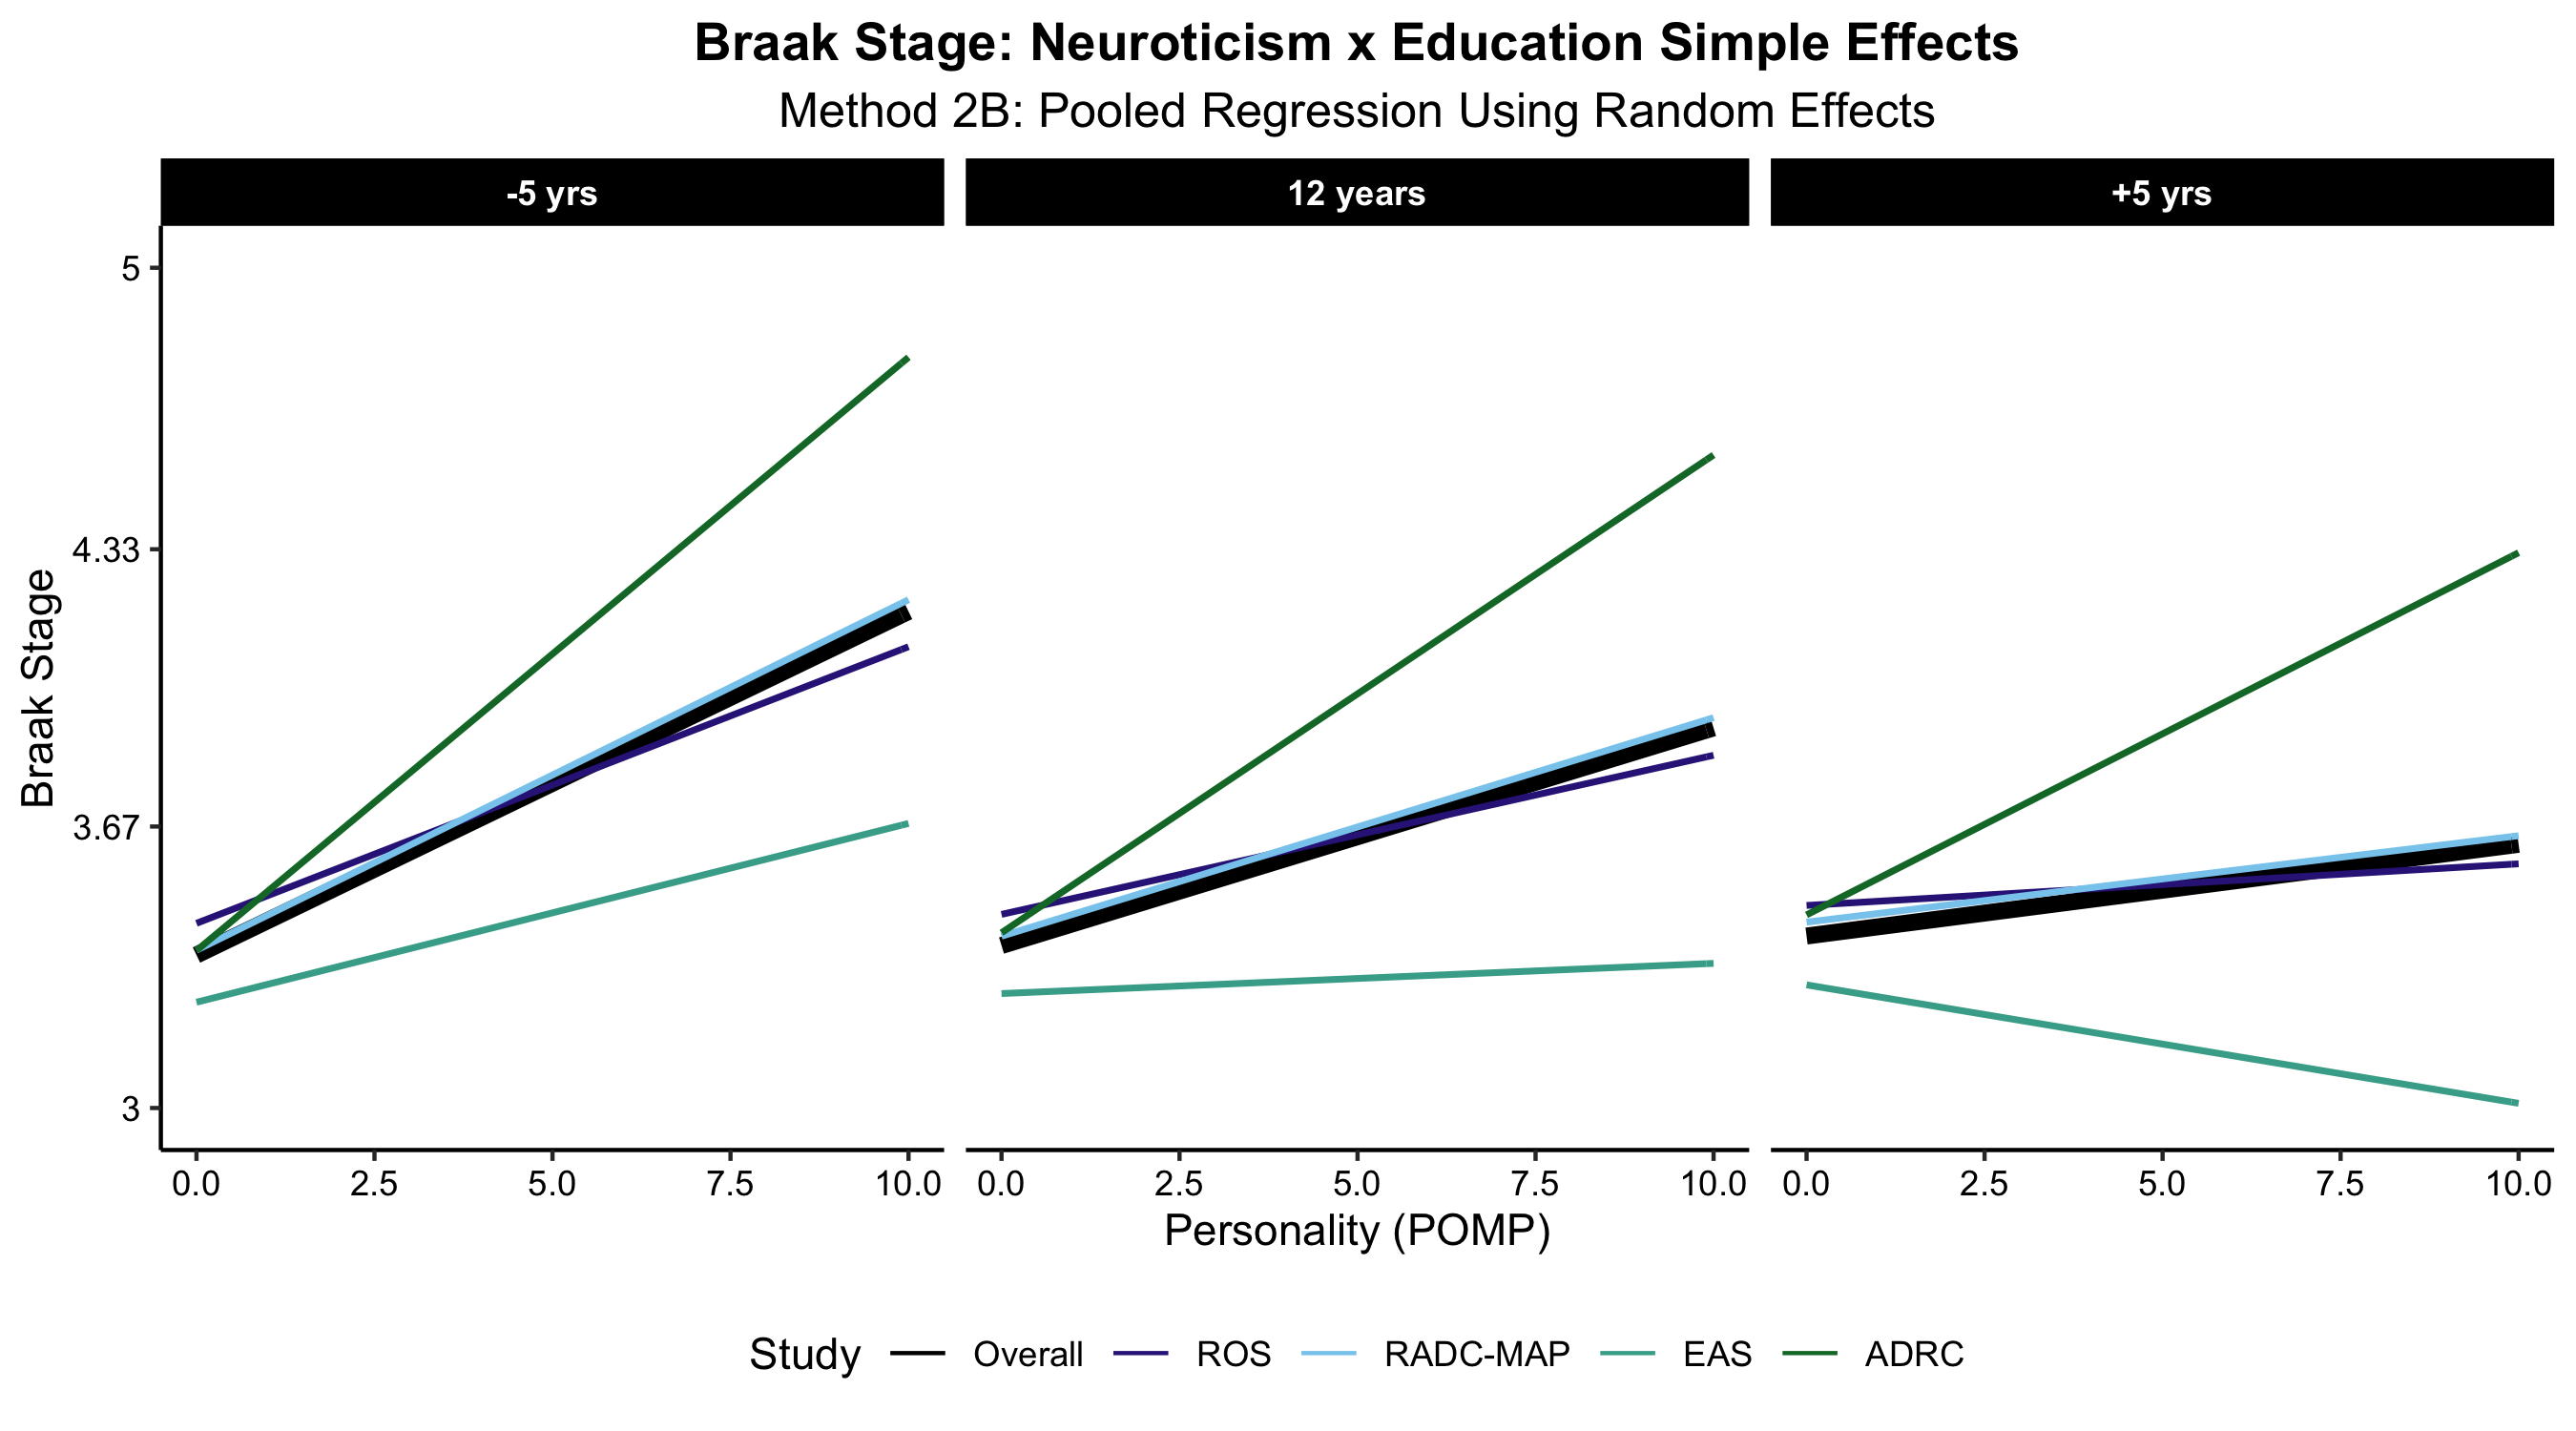 Braak Stage: Neuroticism x Education Simple Effects
Method 2B: Pooled Regression Using Random Effects
-5 yrs 12 years +5 yrs
Braak Stage
5
4.33
3.67
3
0.0 2.5 5.0 7.5 10.0 0.0 2.5 5.0 7.5 10.0 0.0 2.5 5.0 7.5 10.0
Personality (POMP)
Study Overall ROS RADC-MAP EAS ADRC